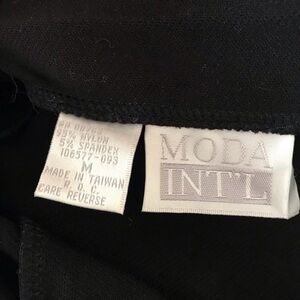 95% NYLON
5% SPANDEX
106577-093
M
MADE IN TAIWAN
R.O.C.
CARE REVERSE
MODA
INT'L